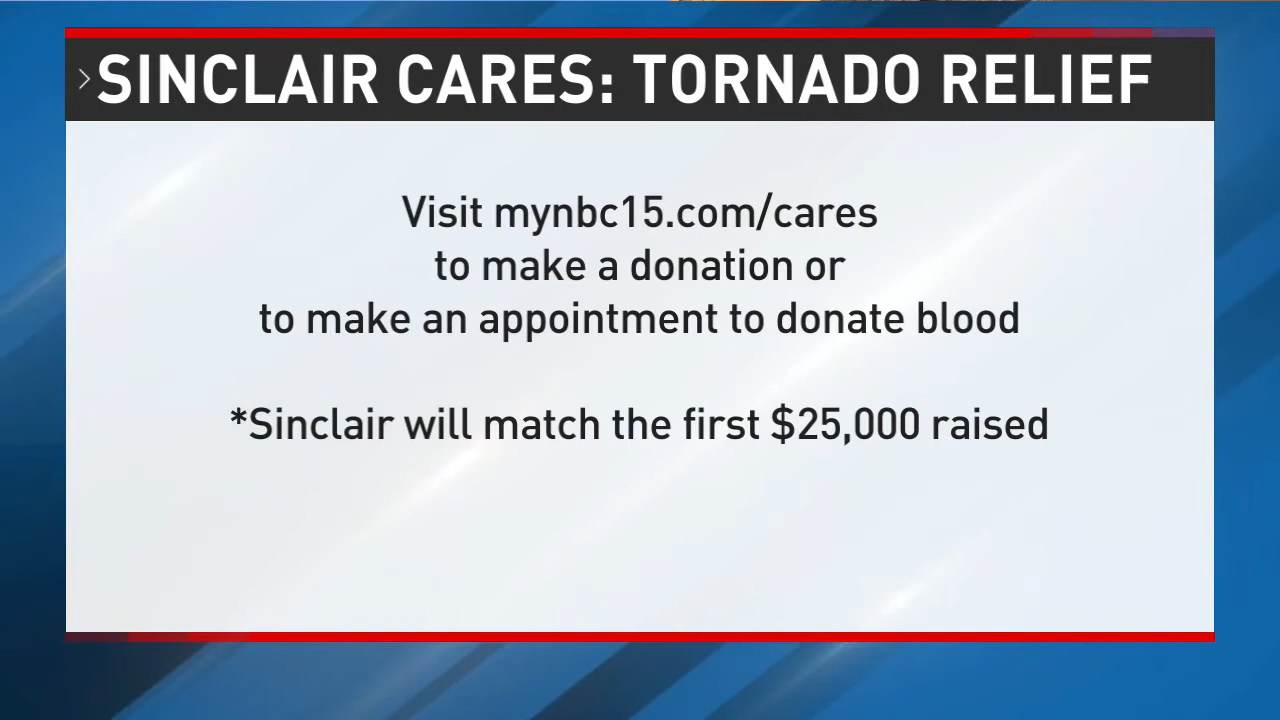 SINCLAIR CARES: TORNADO RELIEF
Visit mynbc15.com/cares
to make a donation or
to make an appointment to donate blood
*Sinclair will match the first $25,000 raised